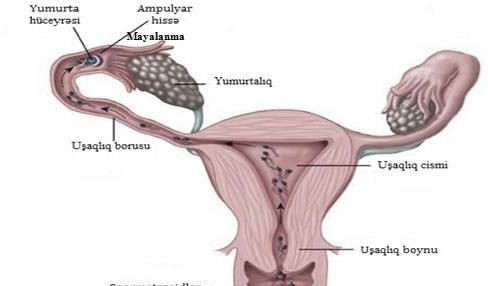 Yumurta
hüceyrəsi
Ampulyar
hissə
Mayalanma
Yumurtalıq
Uşaqlıq borusu
Uşaqlıq cismi
Uşaqlıq boynu